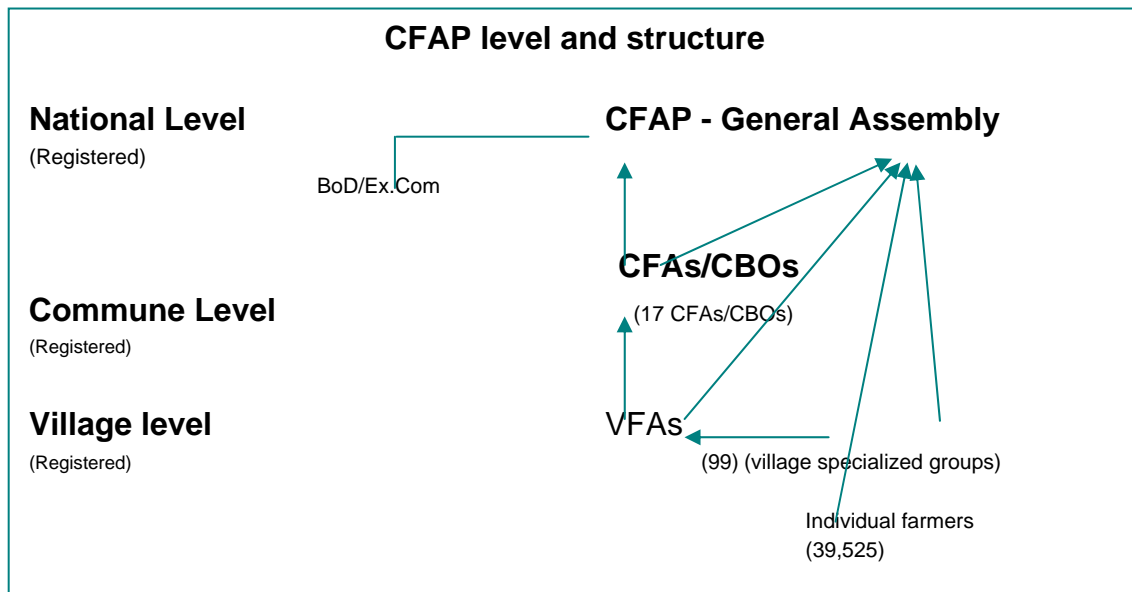 CFAP level and structure
National Level
CFAP - General Assembly
(Registered)
BoD/Ex.Com
CFAs/CBOs
Commune Level
(17 CFAs/CBOs)
(Registered)
Village level
VFAs
(Registered)
(99) (village specialized groups)
Individual farmers
(39,525)